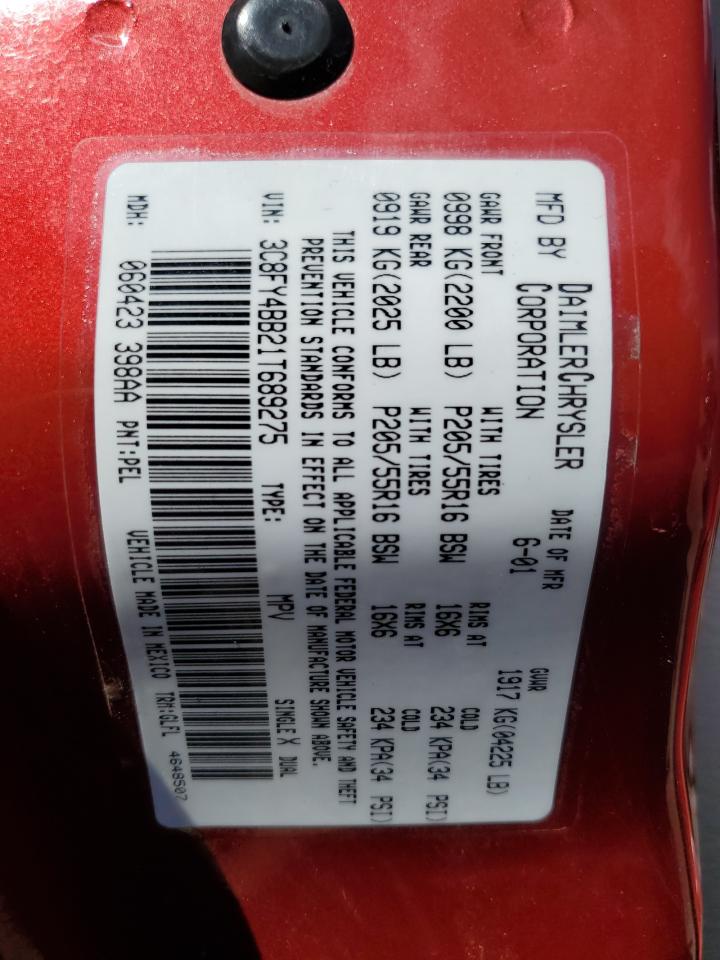 MFD BY DAIMLERCHRYSLER CORPORATION DATE OF MFR 6-01 GVWR 1917 KG(04225 LB)
GAWR FRONT WITH TIRES RIMS AT COLD
0998 KG(2200 LB) P205/55R16 BSW 16X6 234 KPA(34 PSI)
GAWR REAR WITH TIRES RIMS AT COLD
0919 KG(2025 LB) P205/55R16 BSW 16X6 234 KPA(34 PSI)
THIS VEHICLE CONFORMS TO ALL APPLICABLE FEDERAL MOTOR VEHICLE SAFETY AND THEFT
PREVENTION STANDARDS IN EFFECT ON THE DATE OF MANUFACTURE SHOWN ABOVE.
VIN: 3C8FY4BB21T689275 TYPE: MPV SINGLE X DUAL
MDH: 060423 398AA PNT:PEL VEHICLE MADE IN MEXICO TRM:GLFL 4648507